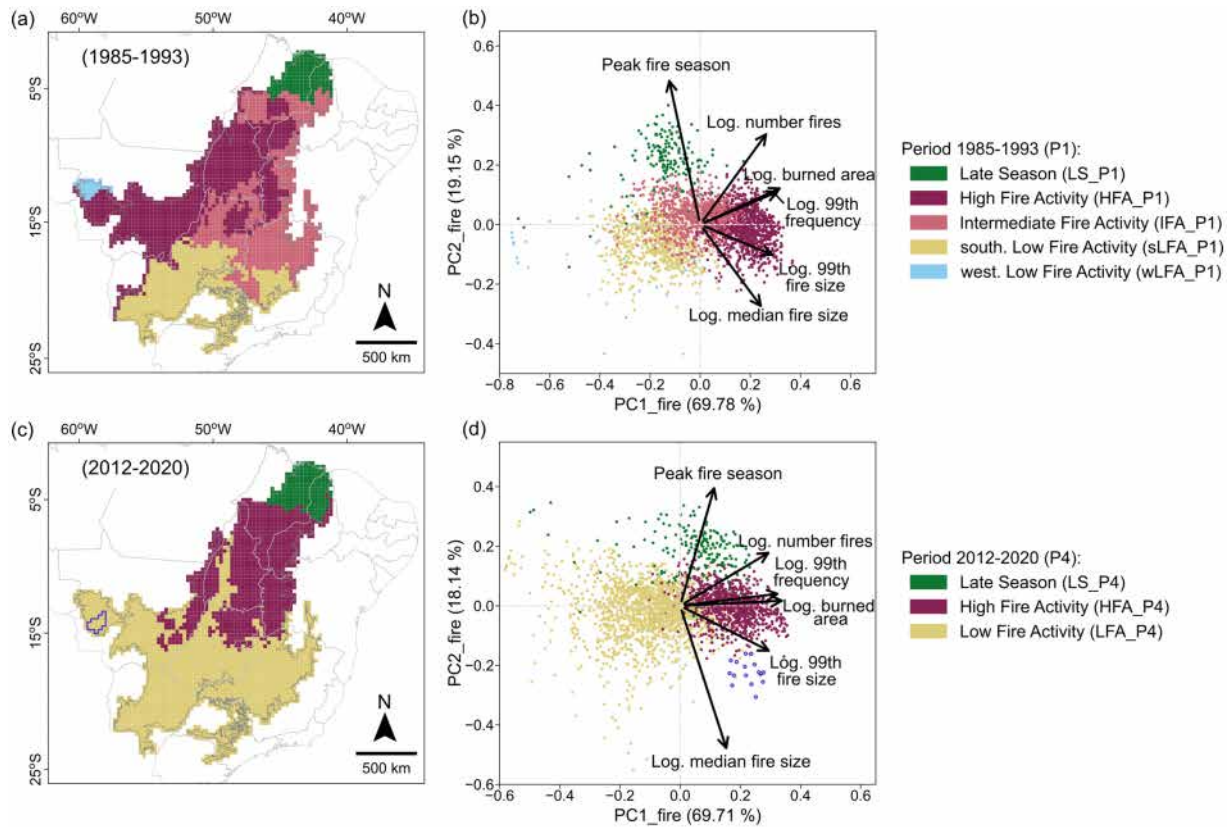 (a)
60°W
50°W
40°W
(1985-1993)
5°S
15°S
25°S
N
500 km
(b)
0.6
0.4
0.2
0.0
−0.2
−0.4
PC2_fire (19.15 %)
Peak fire season
Log. number fires
Log. burned area
Log. 99th
frequency
Log. 99th
fire size
Log. median fire size
−0.8
−0.6
−0.4
−0.2
0.0
0.2
0.4
0.6
PC1_fire (69.78 %)
Period 1985-1993 (P1):
Late Season (LS_P1)
High Fire Activity (HFA_P1)
Intermediate Fire Activity (IFA_P1)
south. Low Fire Activity (sLFA_P1)
west. Low Fire Activity (wLFA_P1)
(c)
60°W
50°W
40°W
(2012-2020)
5°S
15°S
25°S
N
500 km
(d)
0.4
0.2
0.0
−0.2
−0.4
−0.6
PC2_fire (18.14 %)
Peak fire season
Log. number fires
Log. 99th
frequency
Log. burned
area
Log. 99th
fire size
Log. median fire size
−0.6
−0.4
−0.2
0.0
0.2
0.4
0.6
PC1_fire (69.71 %)
Period 2012-2020 (P4):
Late Season (LS_P4)
High Fire Activity (HFA_P4)
Low Fire Activity (LFA_P4)